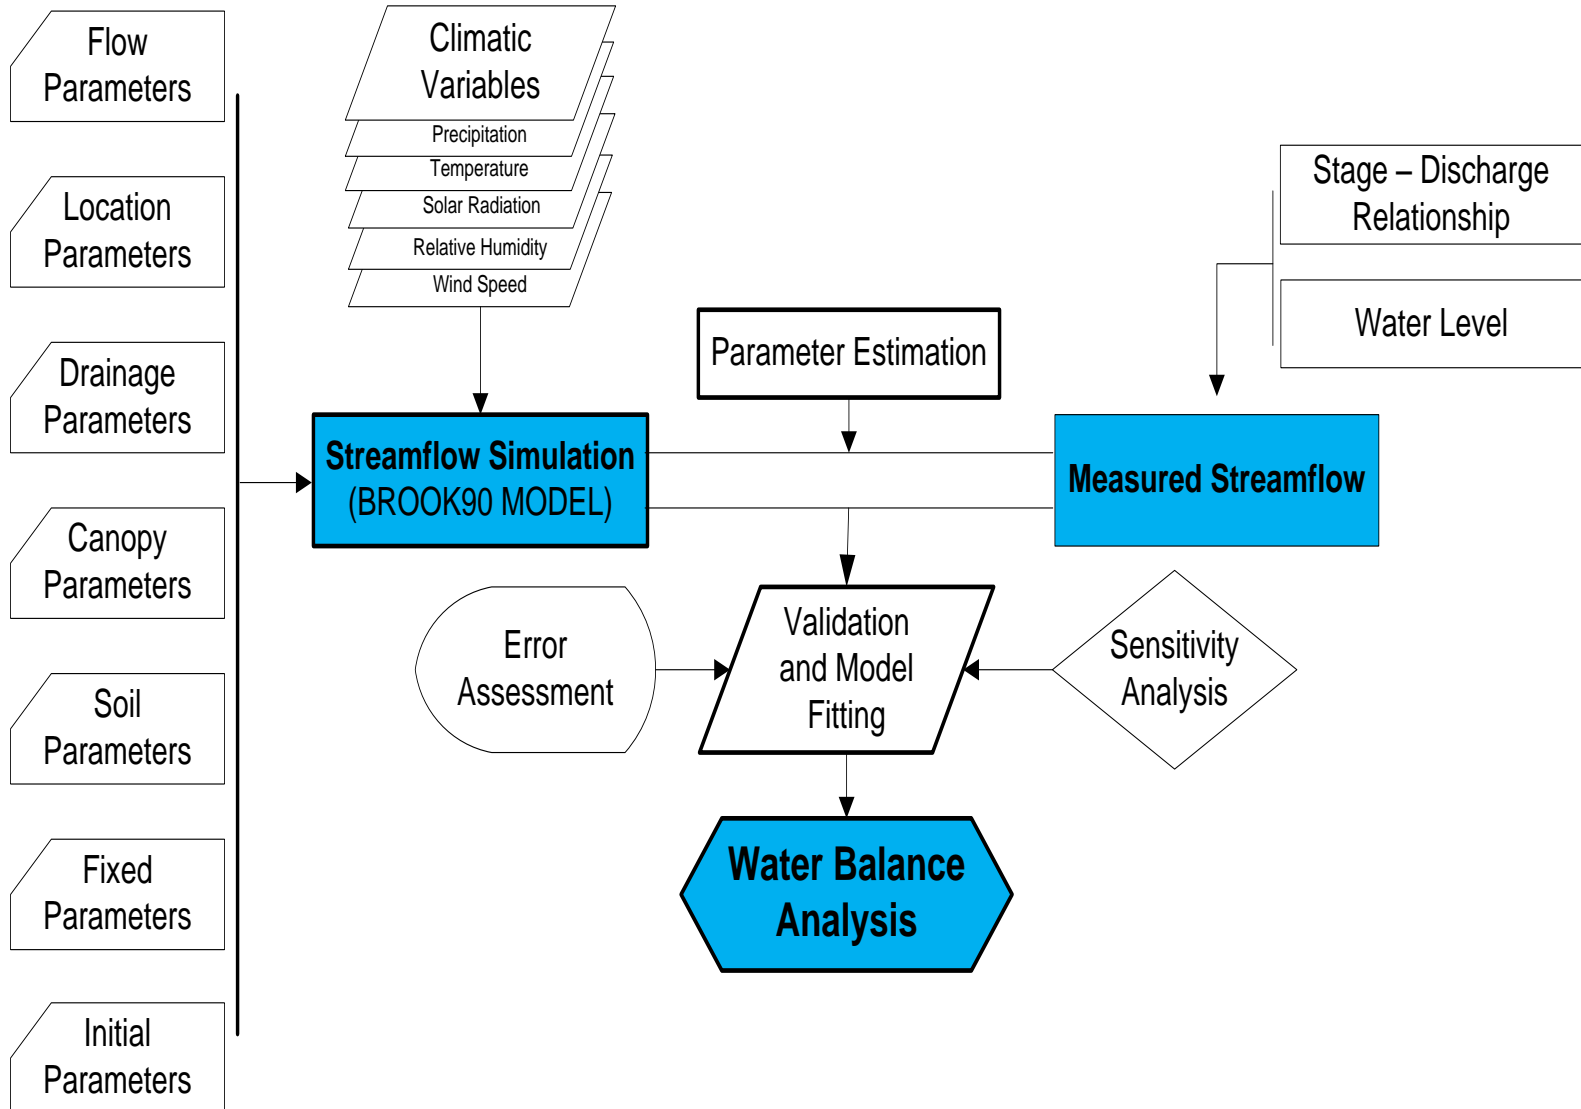 Flow
Parameters
Location
Parameters
Drainage
Parameters
Canopy
Parameters
Soil
Parameters
Fixed
Parameters
Initial
Parameters
Climatic
Variables
Precipitation
Temperature
Solar Radiation
Relative Humidity
Wind Speed
Streamflow Simulation
(BROOK90 MODEL)
Parameter Estimation
Stage – Discharge
Relationship
Water Level
Measured Streamflow
Error
Assessment
Validation
and Model
Fitting
Sensitivity
Analysis
Water Balance
Analysis